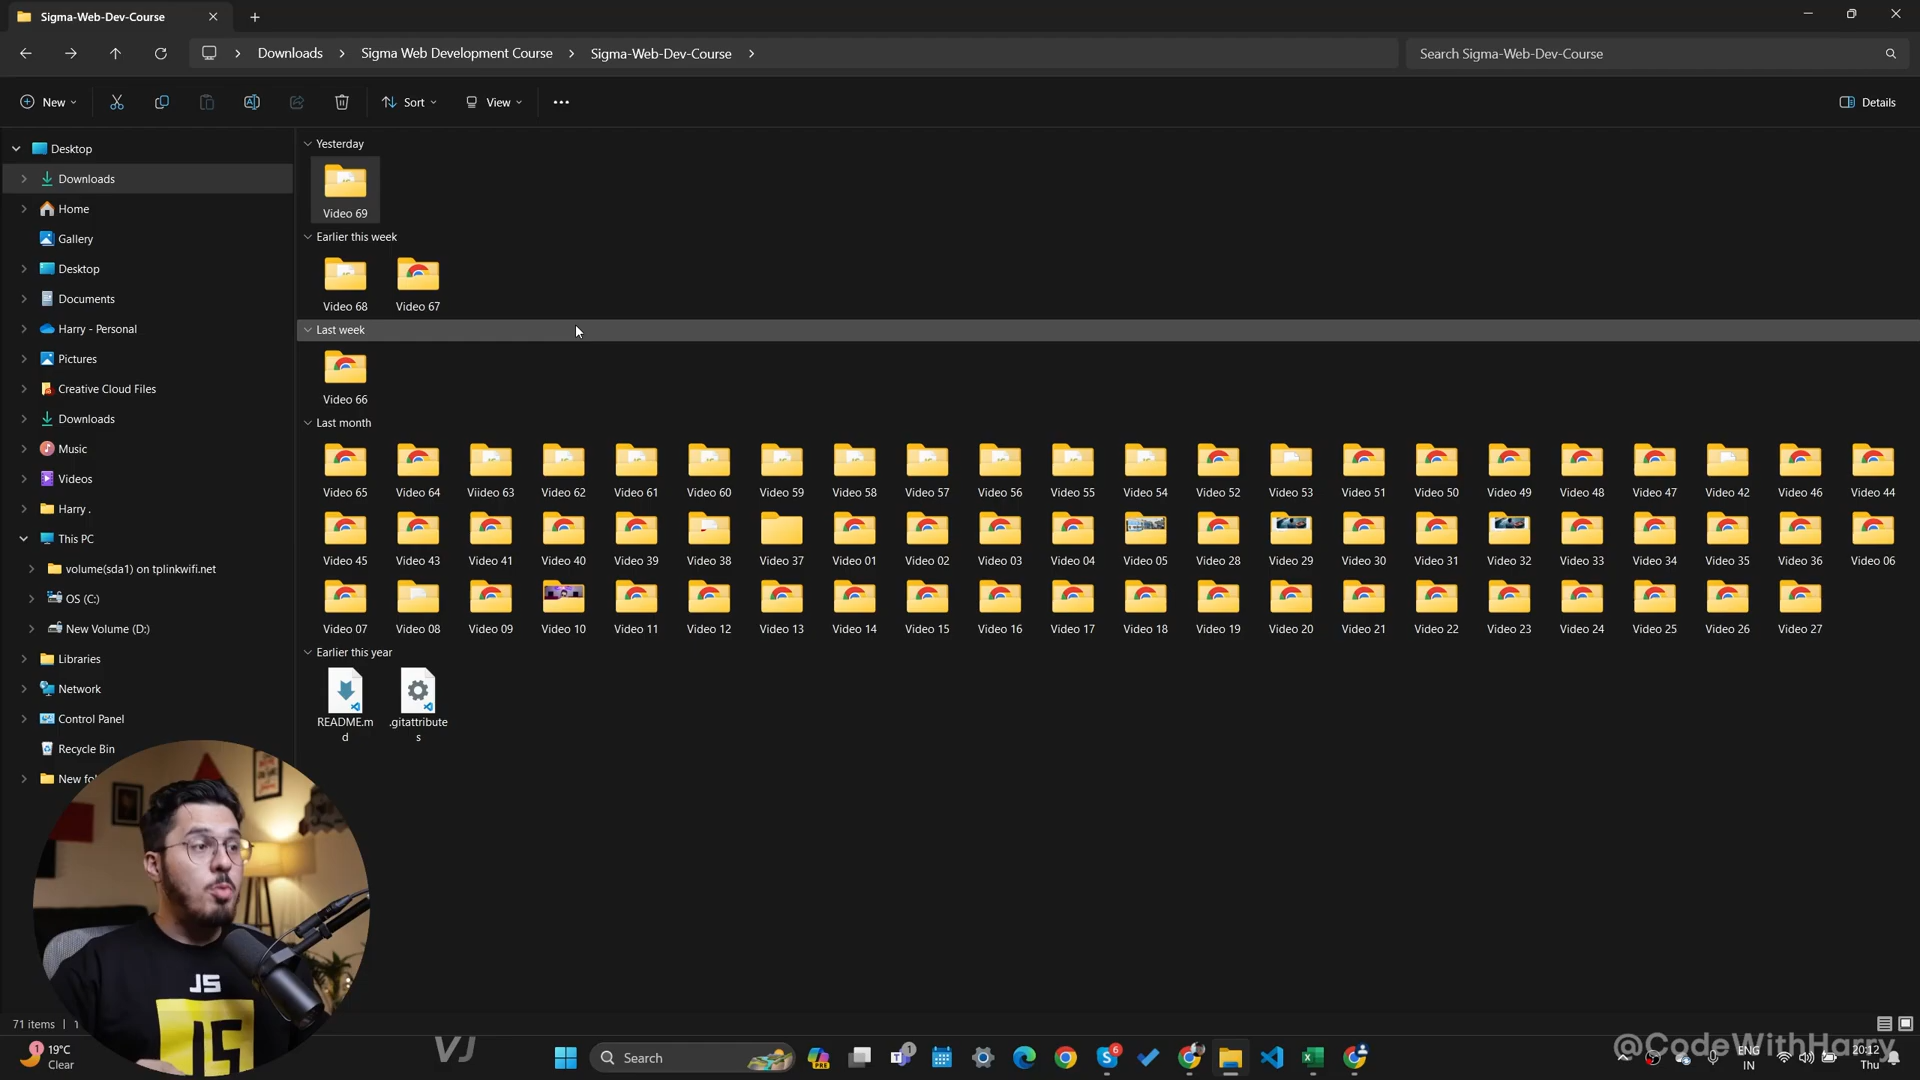 Sigma-Web-Dev-Course
Downloads
Sigma Web Development Course
Sigma-Web-Dev-Course
Search Sigma-Web-Dev-Course
New
Sort
View
Details
Desktop
Downloads
Home
Gallery
Desktop
Documents
Harry - Personal
Pictures
Creative Cloud Files
Downloads
Music
Videos
Harry .
This PC
volume(sda1) on tplinkwifi.net
OS (C:)
New Volume (D:)
Libraries
Network
Control Panel
Recycle Bin
Yesterday
Video 69
Earlier this week
Video 68 Video 67
Last week
Video 66
Last month
Video 65 Video 64 Viideo 63 Video 62 Video 61 Video 60 Video 59 Video 58 Video 57 Video 56 Video 55 Video 54 Video 52 Video 53 Video 51 Video 50 Video 49 Video 48 Video 47 Video 42 Video 46 Video 44
Video 45 Video 43 Video 41 Video 40 Video 39 Video 38 Video 37 Video 01 Video 02 Video 03 Video 04 Video 05 Video 28 Video 29 Video 30 Video 31 Video 32 Video 33 Video 34 Video 35 Video 36 Video 06
Video 07 Video 08 Video 09 Video 10 Video 11 Video 12 Video 13 Video 14 Video 15 Video 16 Video 17 Video 18 Video 19 Video 20 Video 21 Video 22 Video 23 Video 24 Video 25 Video 26 Video 27
Earlier this year
README.m
d
.gitattribute
s
JS
JS
71 items
1
19°C
Clear
VJ
Search
PRE
1
6
@CodeWithHarry
ENG
IN
20:12
Thu